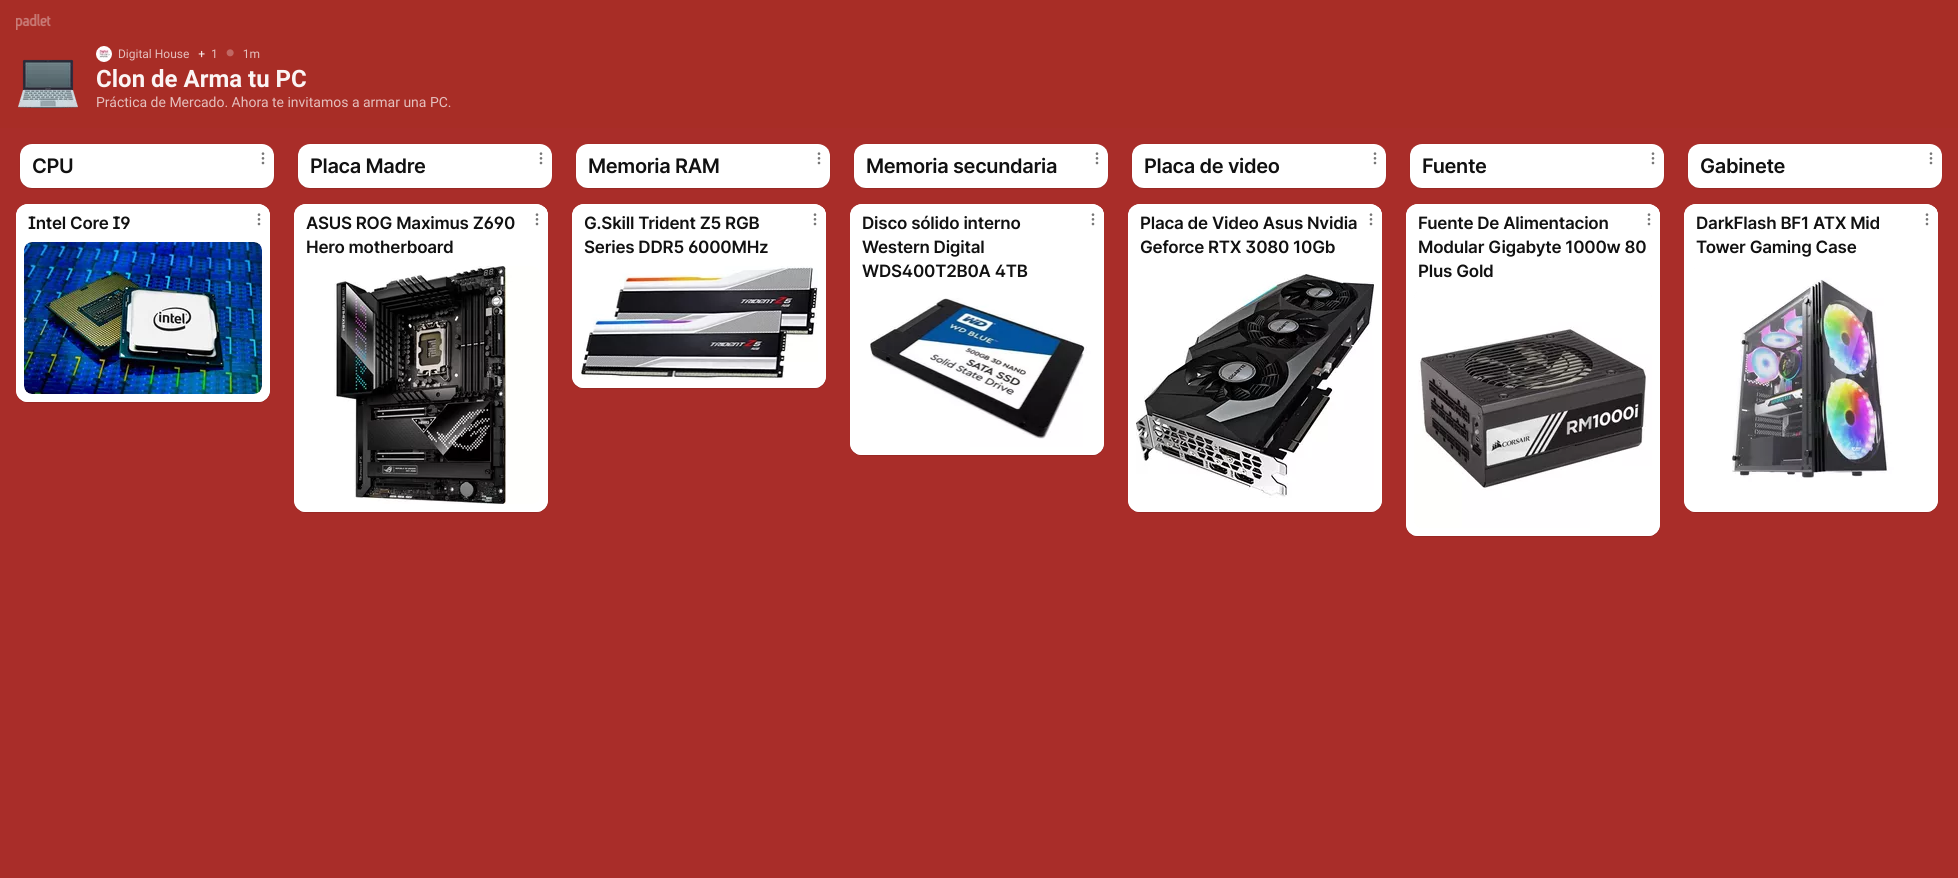 padlet
Digital House + 1 1m
Clon de Arma tu PC
Práctica de Mercado. Ahora te invitamos a armar una PC.
CPU
Intel Core I9
intel
Placa Madre
ASUS ROG Maximus Z690
Hero motherboard
Memoria RAM
G.Skill Trident Z5 RGB
Series DDR5 6000MHz
TRIDENT Z5
RGB
TRIDENT Z5
RGB
Memoria secundaria
Disco sólido interno
Western Digital
WDS400T2B0A 4TB
WD
WD BLUE™
500GB 3D NAND
SATA SSD
Solid State Drive
Placa de video
Placa de Video Asus Nvidia
Geforce RTX 3080 10Gb
GIGABYTE
Fuente
Fuente De Alimentacion
Modular Gigabyte 1000w 80
Plus Gold
CORSAIR
RM1000i
Gabinete
DarkFlash BF1 ATX Mid
Tower Gaming Case